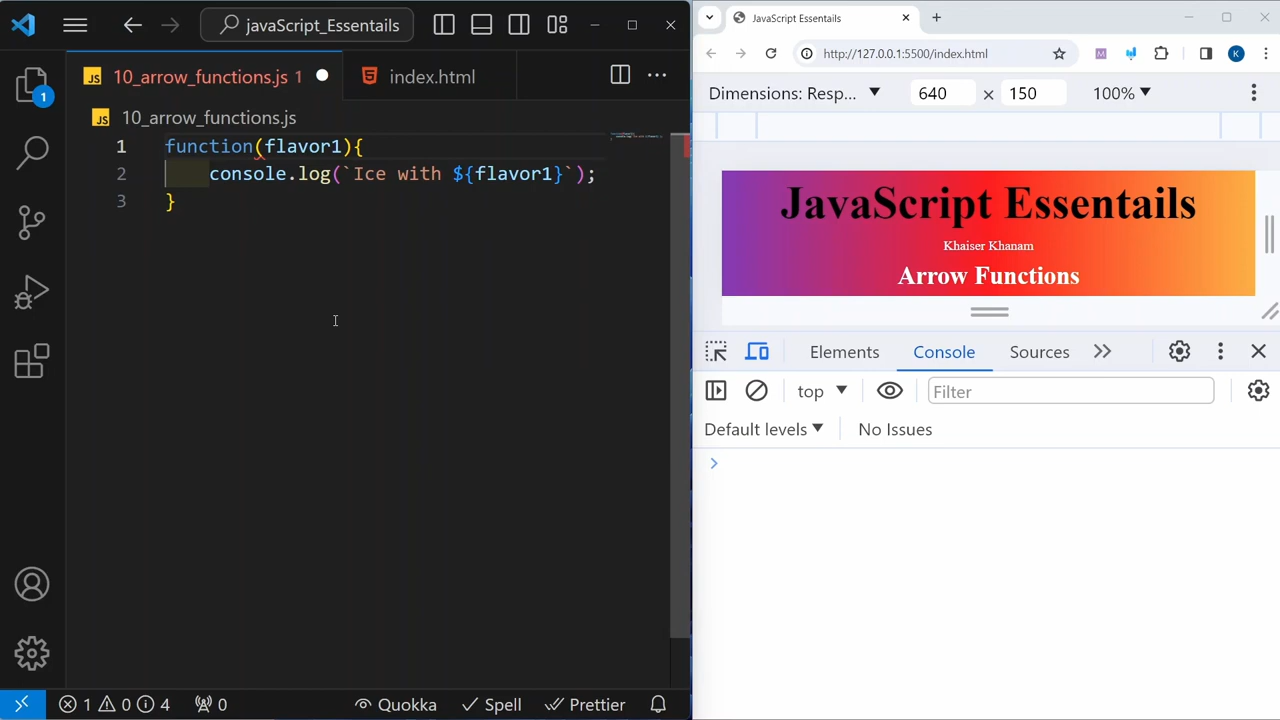 javaScript_Essentails
10_arrow_functions.js 1
index.html
10_arrow_functions.js
1 function(flavor1){
2 console.log(`Ice with ${flavor1}`);
3 }
1
1 0 4 0 Quokka Spell Prettier
JavaScript Essentails
http://127.0.0.1:5500/index.html
K
Dimensions: Resp... 640 × 150 100%
JavaScript Essentails
Khaiser Khanam
Arrow Functions
Elements Console Sources
top Filter
Default levels No Issues